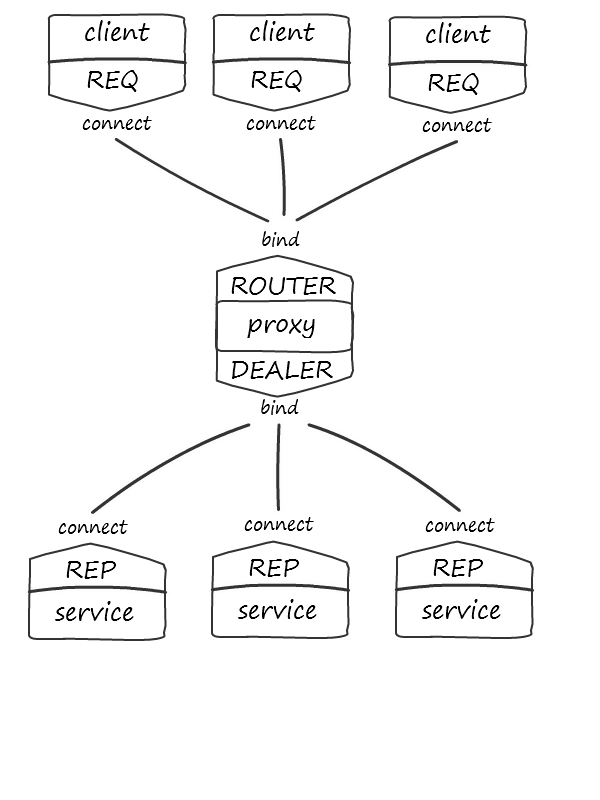 client client client
REQ REQ REQ
connect connect connect
bind
ROUTER
proxy
DEALER
bind
connect connect connect
REP REP REP
service service service